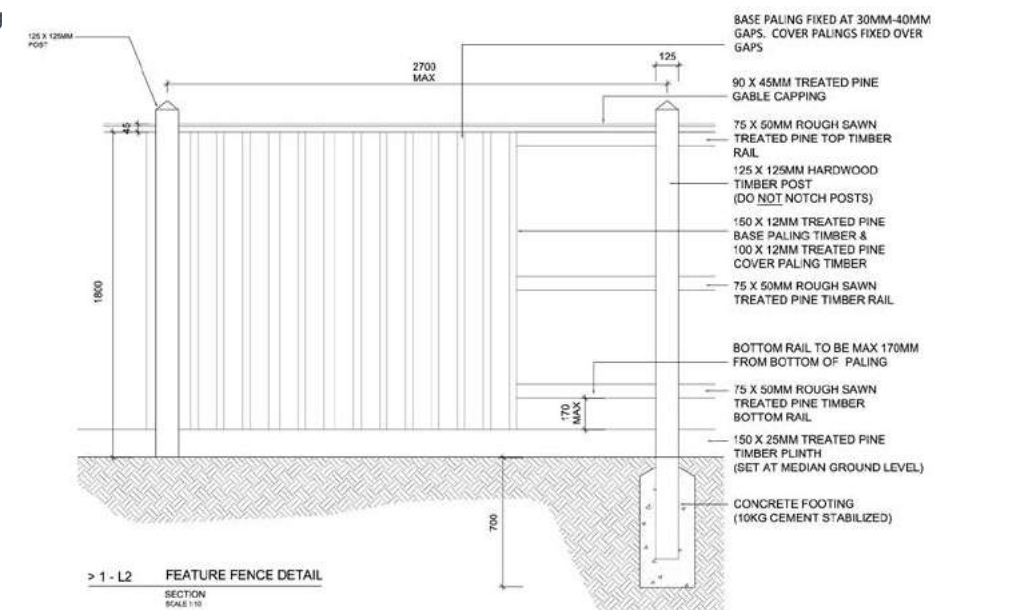 125 X 125MM
POST
2700
MAX
125
45
1800
170
MAX
700
BASE PALING FIXED AT 30MM-40MM
GAPS. COVER PALINGS FIXED OVER
GAPS
90 X 45MM TREATED PINE
GABLE CAPPING
75 X 50MM ROUGH SAWN
TREATED PINE TOP TIMBER
RAIL
125 X 125MM HARDWOOD
TIMBER POST
(DO NOT NOTCH POSTS)
150 X 12MM TREATED PINE
BASE PALING TIMBER &
100 X 12MM TREATED PINE
COVER PALING TIMBER
75 X 50MM ROUGH SAWN
TREATED PINE TIMBER RAIL
BOTTOM RAIL TO BE MAX 170MM
FROM BOTTOM OF PALING
75 X 50MM ROUGH SAWN
TREATED PINE TIMBER
BOTTOM RAIL
150 X 25MM TREATED PINE
TIMBER PLINTH
(SET AT MEDIAN GROUND LEVEL)
CONCRETE FOOTING
(10KG CEMENT STABILIZED)
> 1 - L2 FEATURE FENCE DETAIL
SECTION
SCALE 1:10